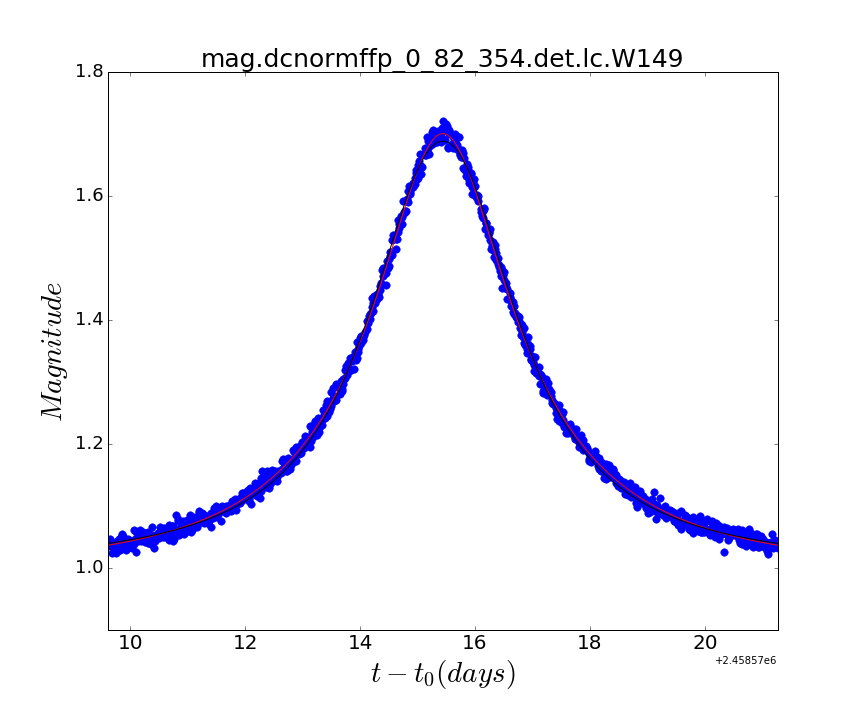 mag.dcnormffp_0_82_354.det.lc.W149
1.8
1.6
1.4
1.2
1.0
Magnitude
10 12 14 16 18 20
+2.45857e6
t − t₀(days)